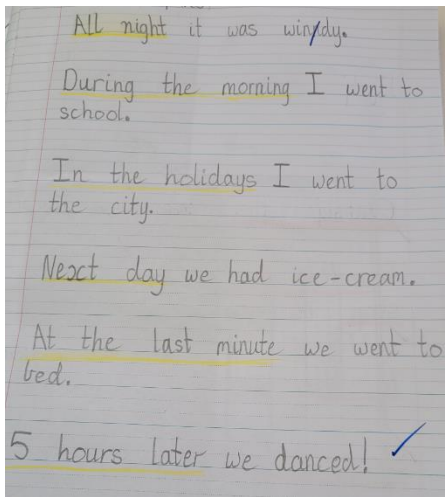 All night it was windy.
During the morning I went to
school.
In the holidays I went to
the city.
Next day we had ice-cream.
At the last minute we went to
bed.
5 hours later we danced!